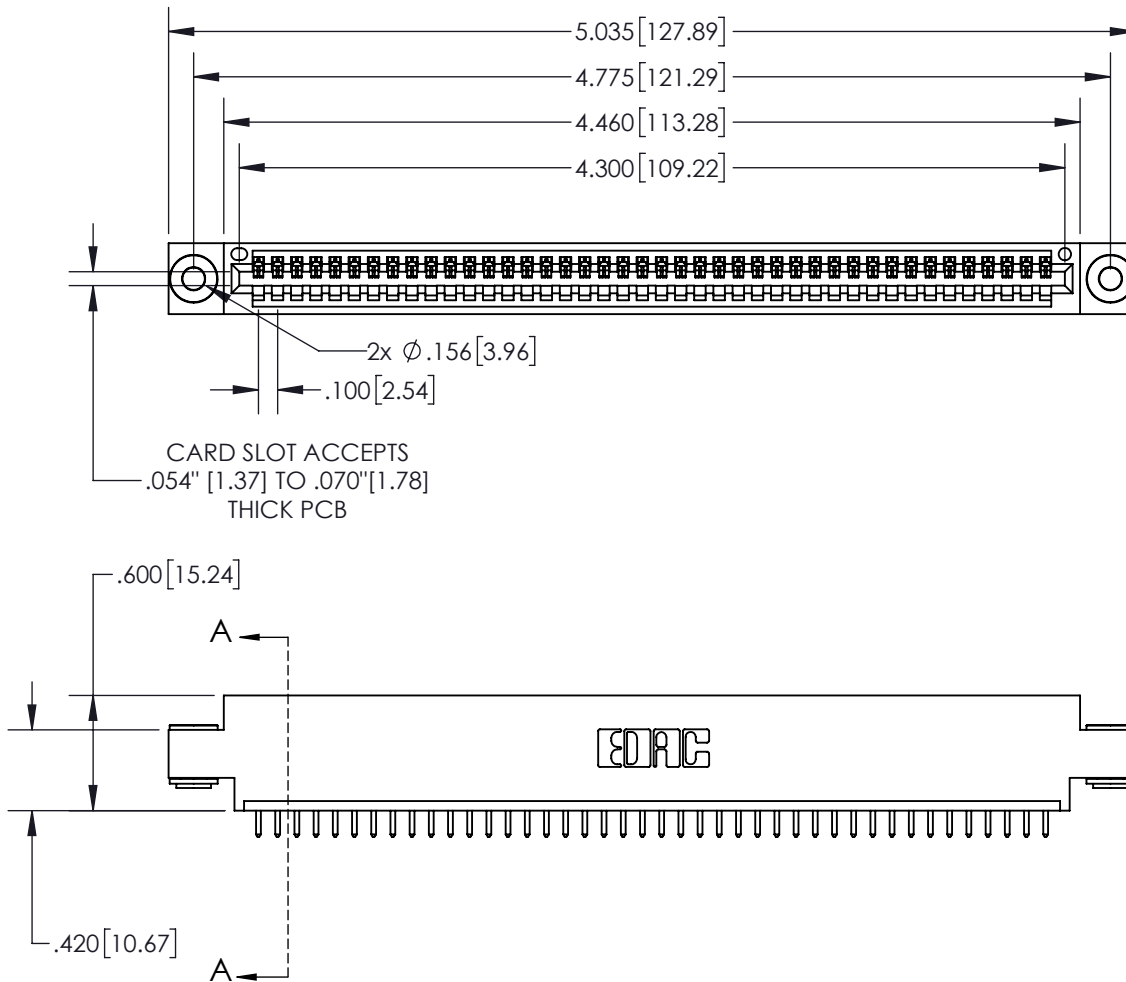 5.035[127.89]
4.775[121.29]
4.460[113.28]
4.300[109.22]
2x Ø.156[3.96]
.100[2.54]
CARD SLOT ACCEPTS
.054" [1.37] TO .070"[1.78]
THICK PCB
.600[15.24]
A
EDAC
.420[10.67]
A